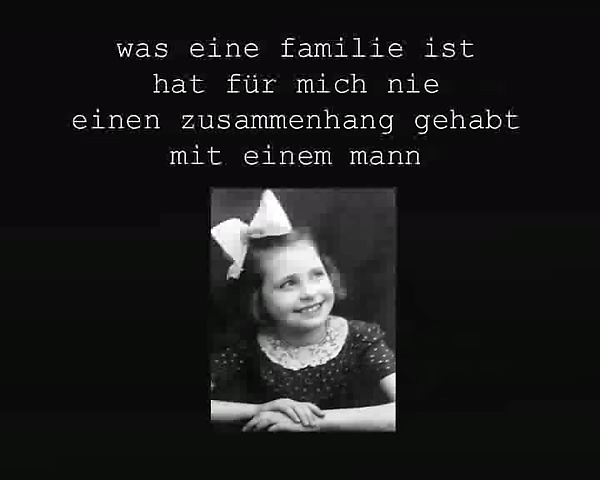 was eine familie ist
hat für mich nie
einen zusammenhang gehabt
mit einem mann